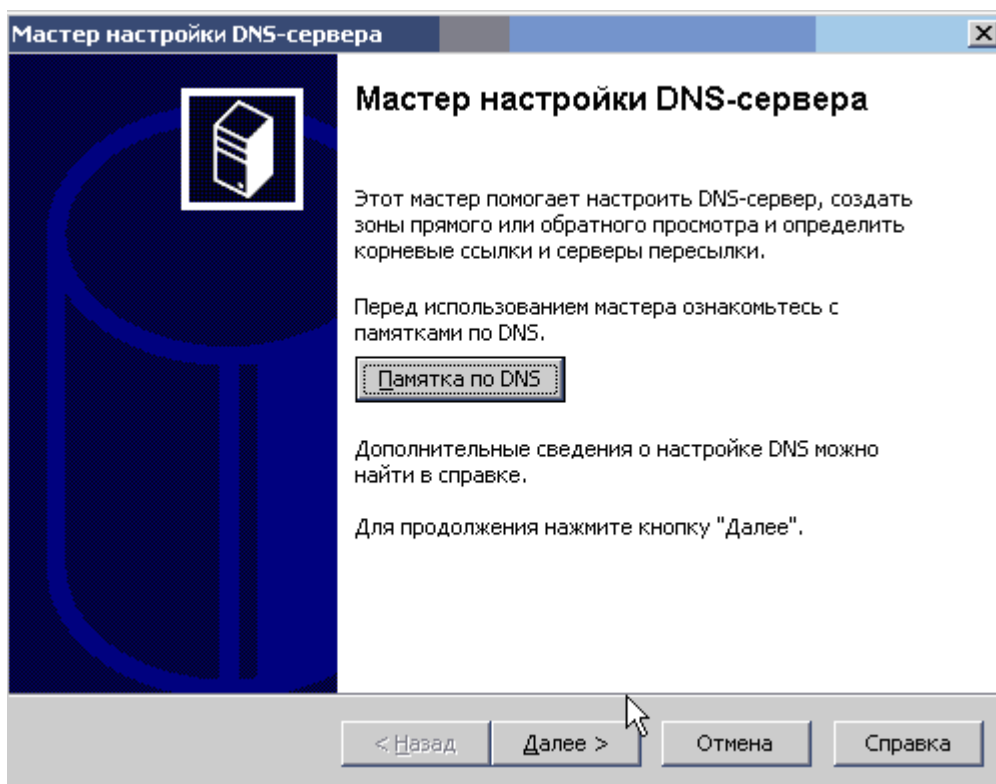 Мастер настройки DNS-сервера
Мастер настройки DNS-сервера
Этот мастер помогает настроить DNS-сервер, создать
зоны прямого или обратного просмотра и определить
корневые ссылки и серверы пересылки.
Перед использованием мастера ознакомьтесь с
памятками по DNS.
Памятка по DNS
Дополнительные сведения о настройке DNS можно
найти в справке.
Для продолжения нажмите кнопку "Далее".
< Назад
Далее >
Отмена
Справка